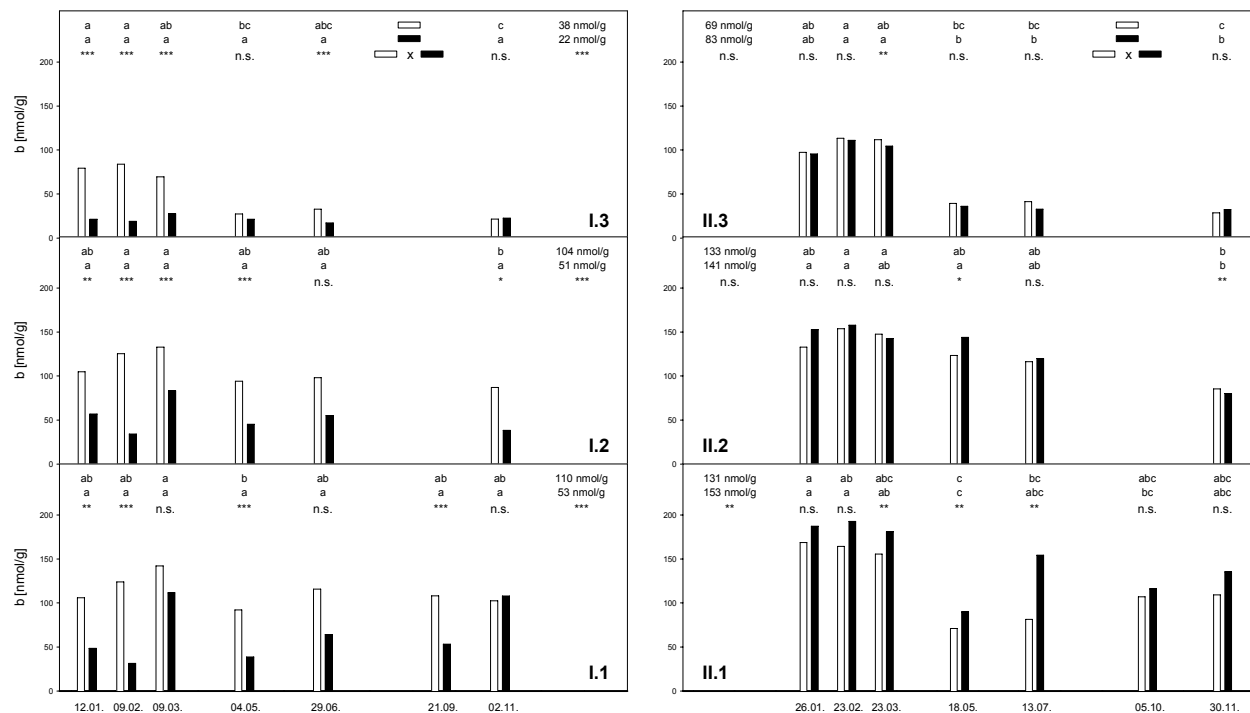 a a ab bc abc c 38 nmol/g
a a a a a a 22 nmol/g
*** *** *** n.s. *** x n.s. ***
200
150
100
50
0
b [nmol/g]
I.3
ab a a ab ab b 104 nmol/g
a a a a a a 51 nmol/g
** *** *** *** n.s. * ***
200
150
100
50
0
b [nmol/g]
I.2
ab ab a b ab ab ab 110 nmol/g
a a a a a a a 53 nmol/g
** *** n.s. *** n.s. *** n.s. ***
200
150
100
50
0
b [nmol/g]
I.1
12.01. 09.02. 09.03. 04.05. 29.06. 21.09. 02.11.
69 nmol/g ab a ab bc bc c
83 nmol/g ab a a b b b
n.s. n.s. n.s. ** n.s. n.s. x n.s.
200
150
100
50
0
II.3
133 nmol/g ab a a ab ab b
141 nmol/g a a ab a ab b
n.s. n.s. n.s. n.s. * n.s. **
200
150
100
50
0
II.2
131 nmol/g a ab abc c bc abc abc
153 nmol/g a a ab c abc bc abc
** n.s. n.s. ** ** ** n.s. n.s.
200
150
100
50
0
II.1
26.01. 23.02. 23.03. 18.05. 13.07. 05.10. 30.11.